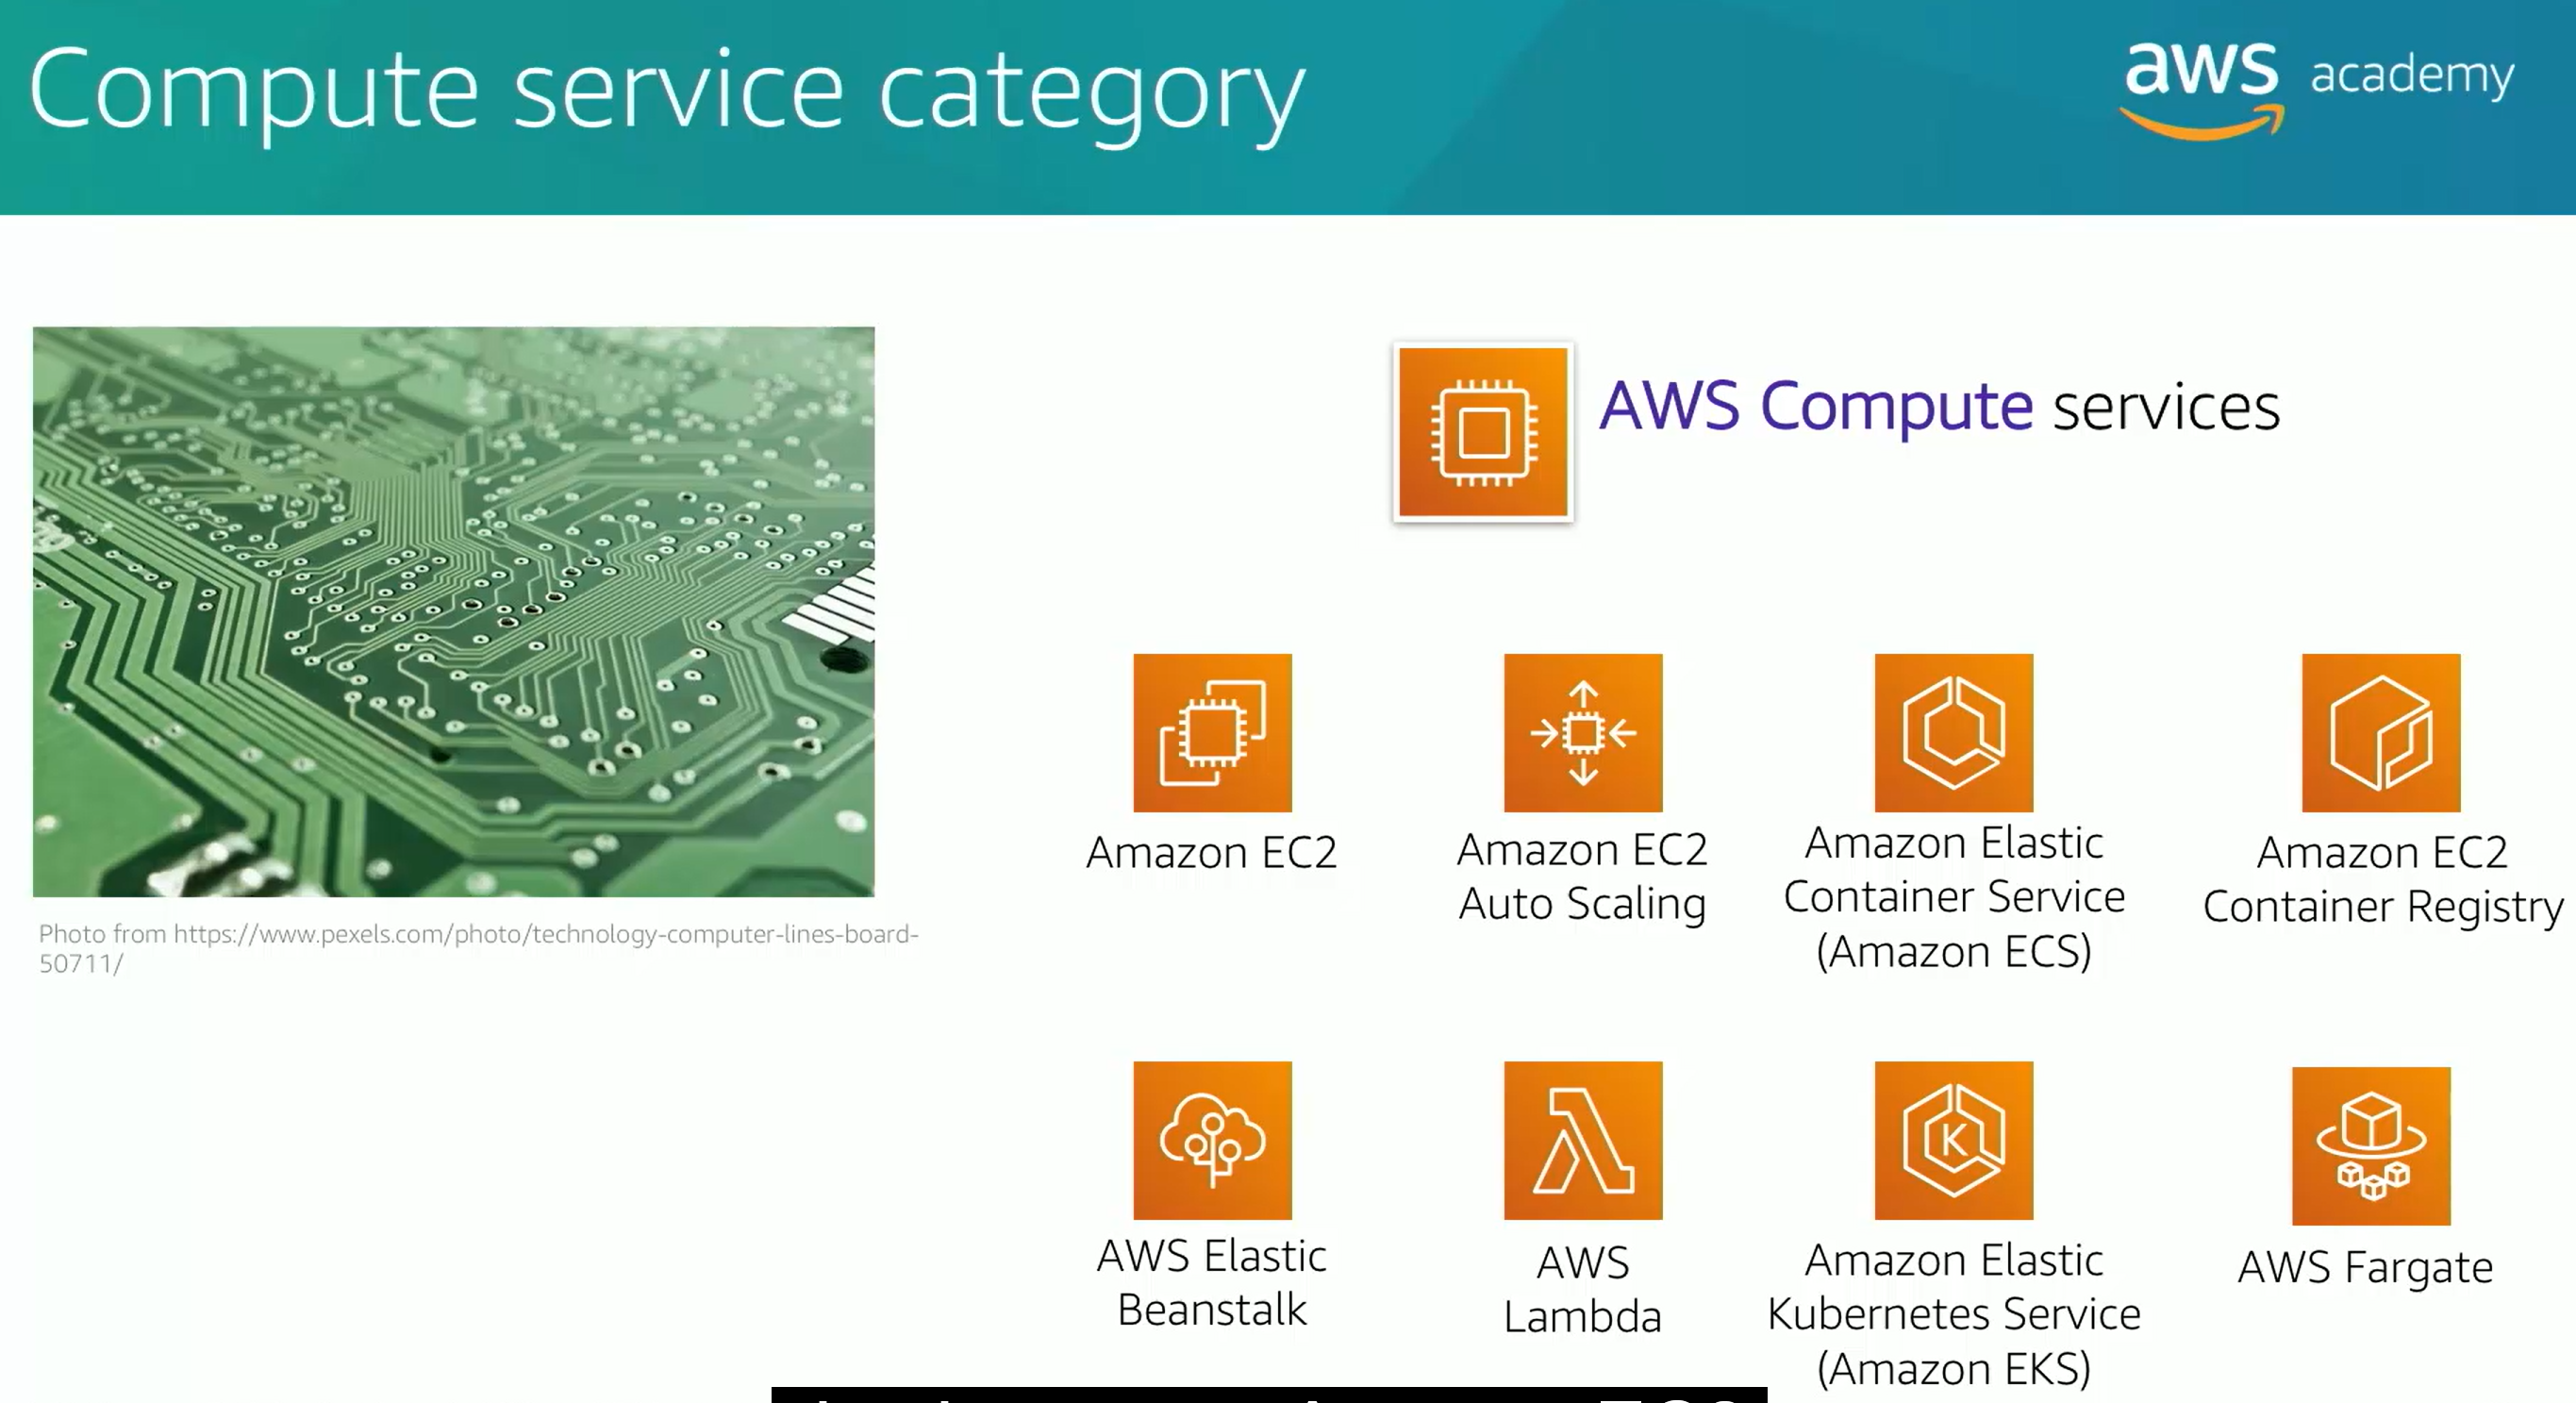 Compute service category
aws academy
AWS Compute services
Photo from https://www.pexels.com/photo/technology-computer-lines-board-
50711/
Amazon EC2
Amazon EC2
Auto Scaling
Amazon Elastic
Container Service
(Amazon ECS)
Amazon EC2
Container Registry
AWS Elastic
Beanstalk
AWS
Lambda
K
Amazon Elastic
Kubernetes Service
(Amazon EKS)
AWS Fargate